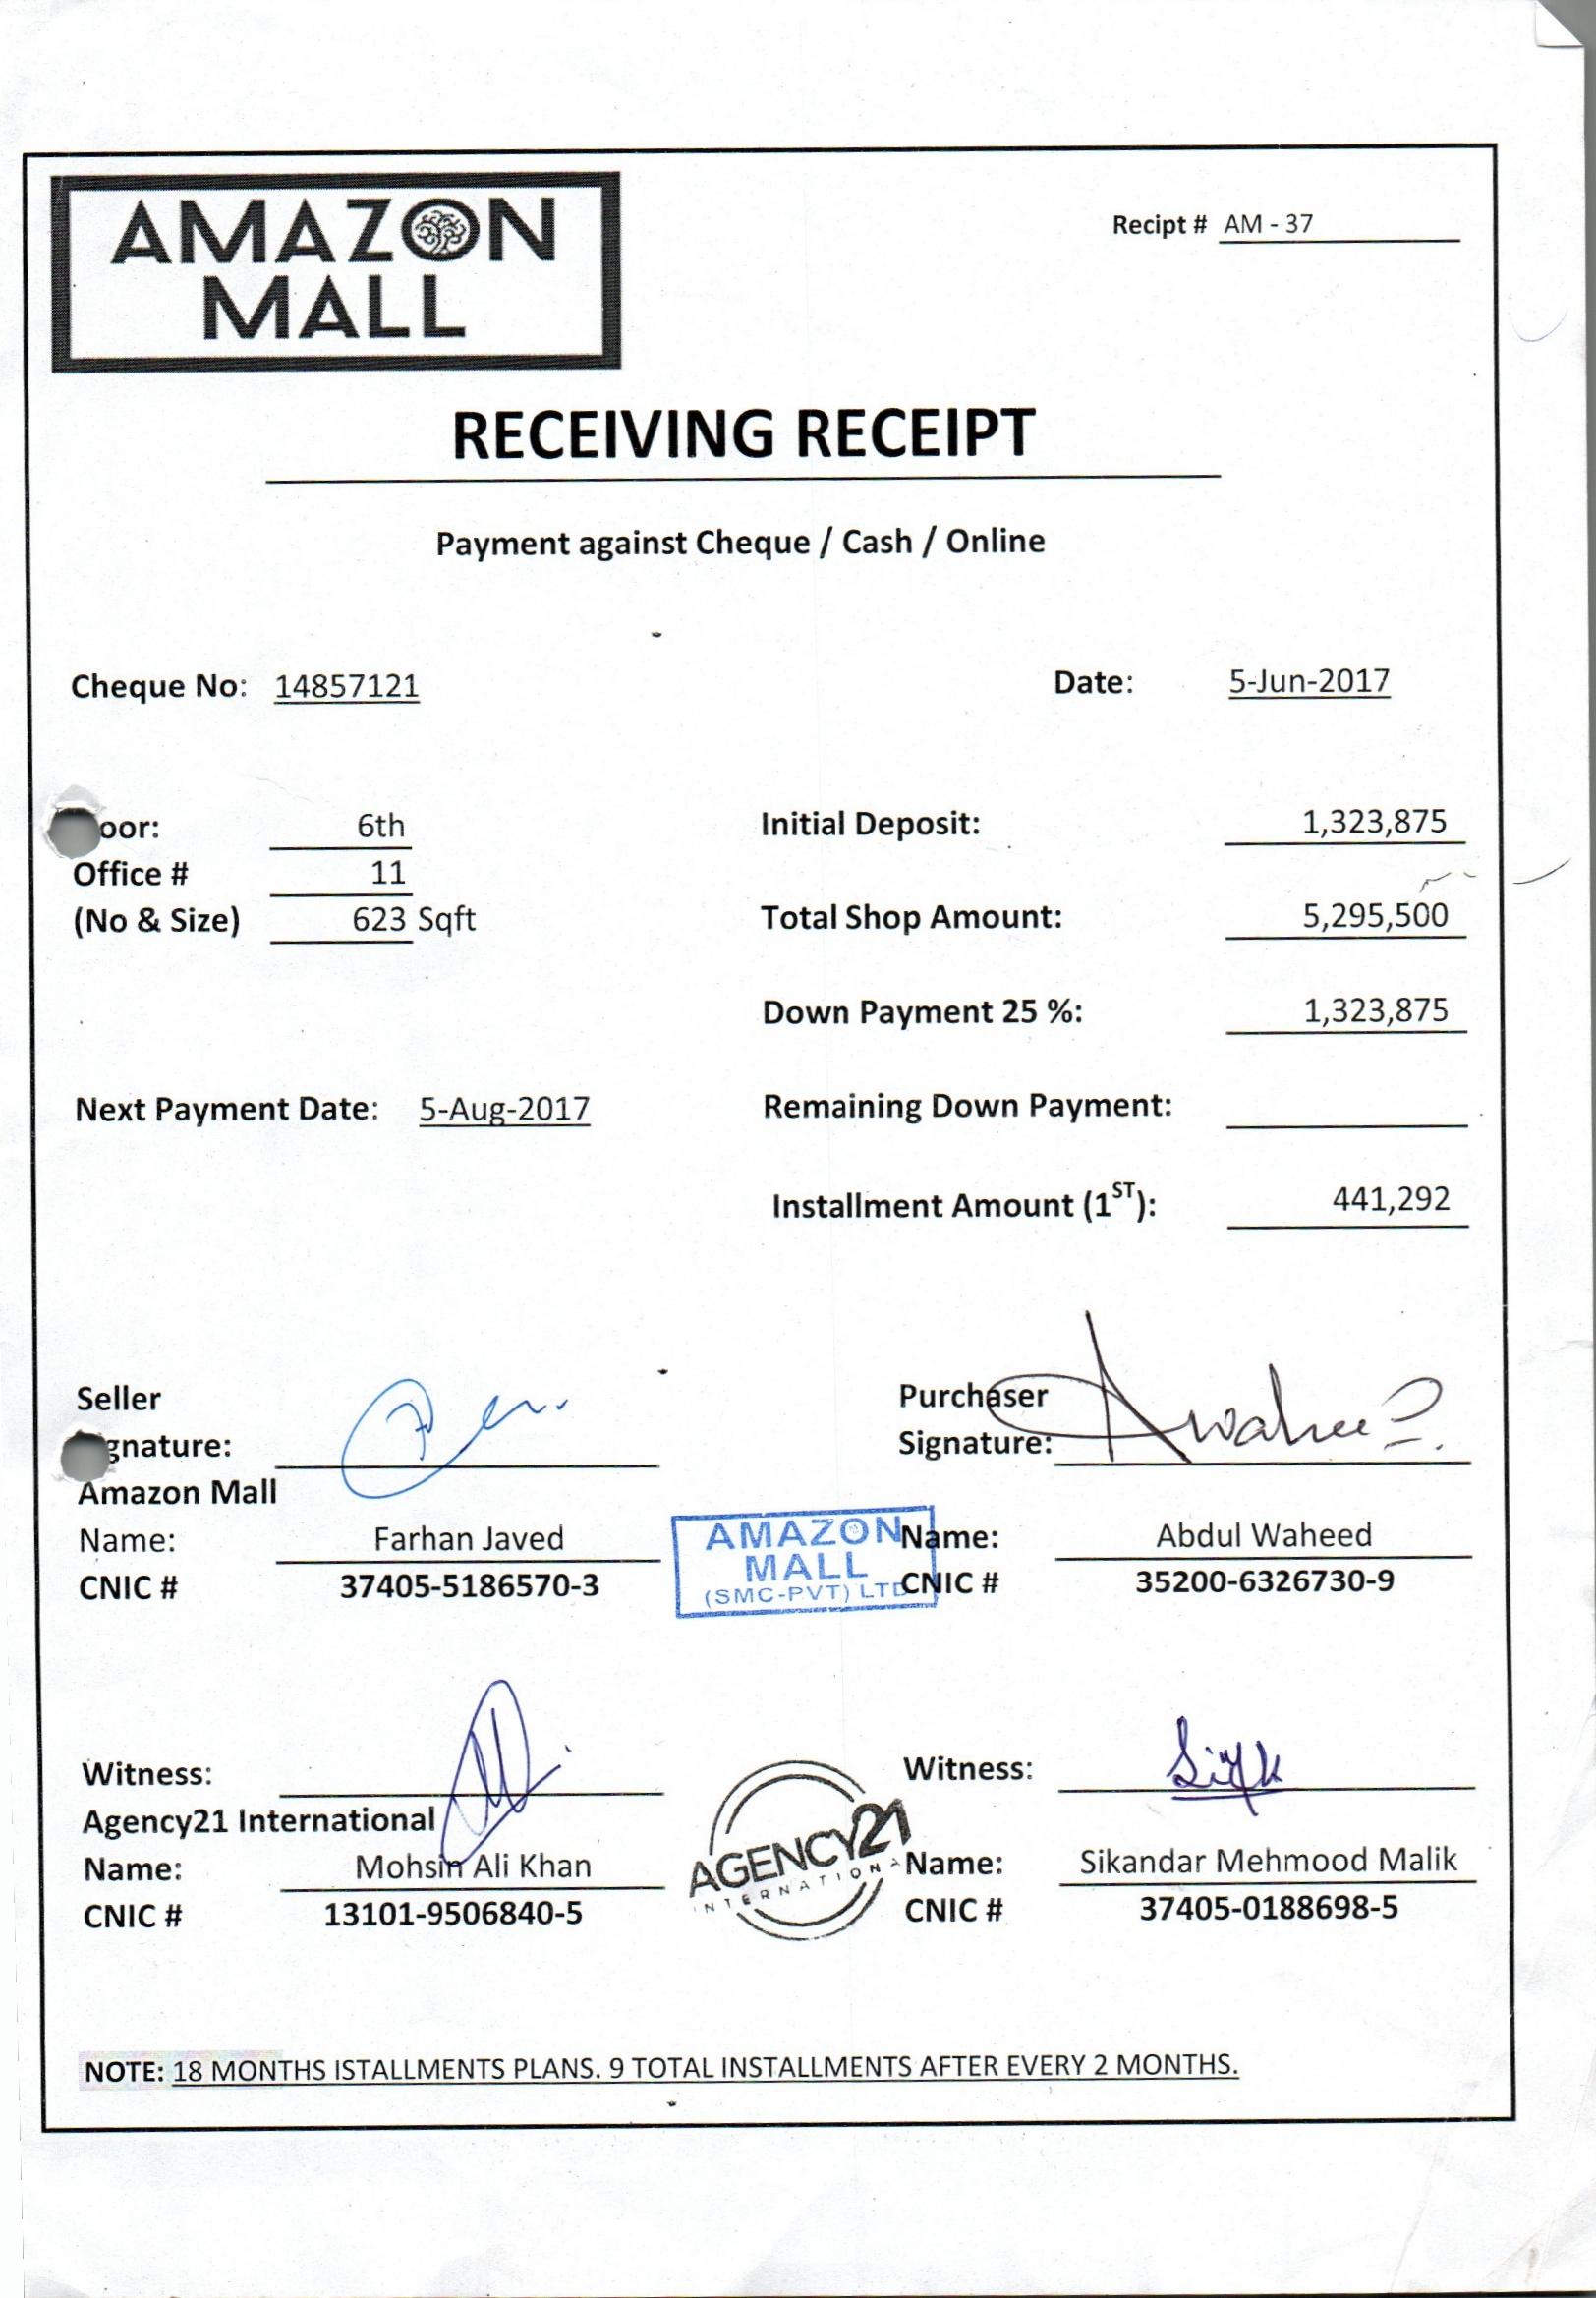 AMAZON
MALL
Recipt # AM - 37
RECEIVING RECEIPT
Payment against Cheque / Cash / Online
Cheque No: 14857121 Date: 5-Jun-2017
oor: 6th Initial Deposit: 1,323,875
Office # 11
(No & Size) 623 Sqft Total Shop Amount: 5,295,500
Down Payment 25 %: 1,323,875
Next Payment Date: 5-Aug-2017 Remaining Down Payment:
Installment Amount (1ST): 441,292
Seller Purchaser
gnature: Signature: Awaheed
Amazon Mall
Name: Farhan Javed Name: Abdul Waheed
CNIC # 37405-5186570-3 CNIC # 35200-6326730-9
AMAZON
MALL
(SMC-PVT) LTD
Witness: Witness:
Agency21 International
Name: Mohsin Ali Khan Name: Sikandar Mehmood Malik
CNIC # 13101-9506840-5 CNIC # 37405-0188698-5
AGENCY21
INTERNATIONA
NOTE: 18 MONTHS ISTALLMENTS PLANS. 9 TOTAL INSTALLMENTS AFTER EVERY 2 MONTHS.